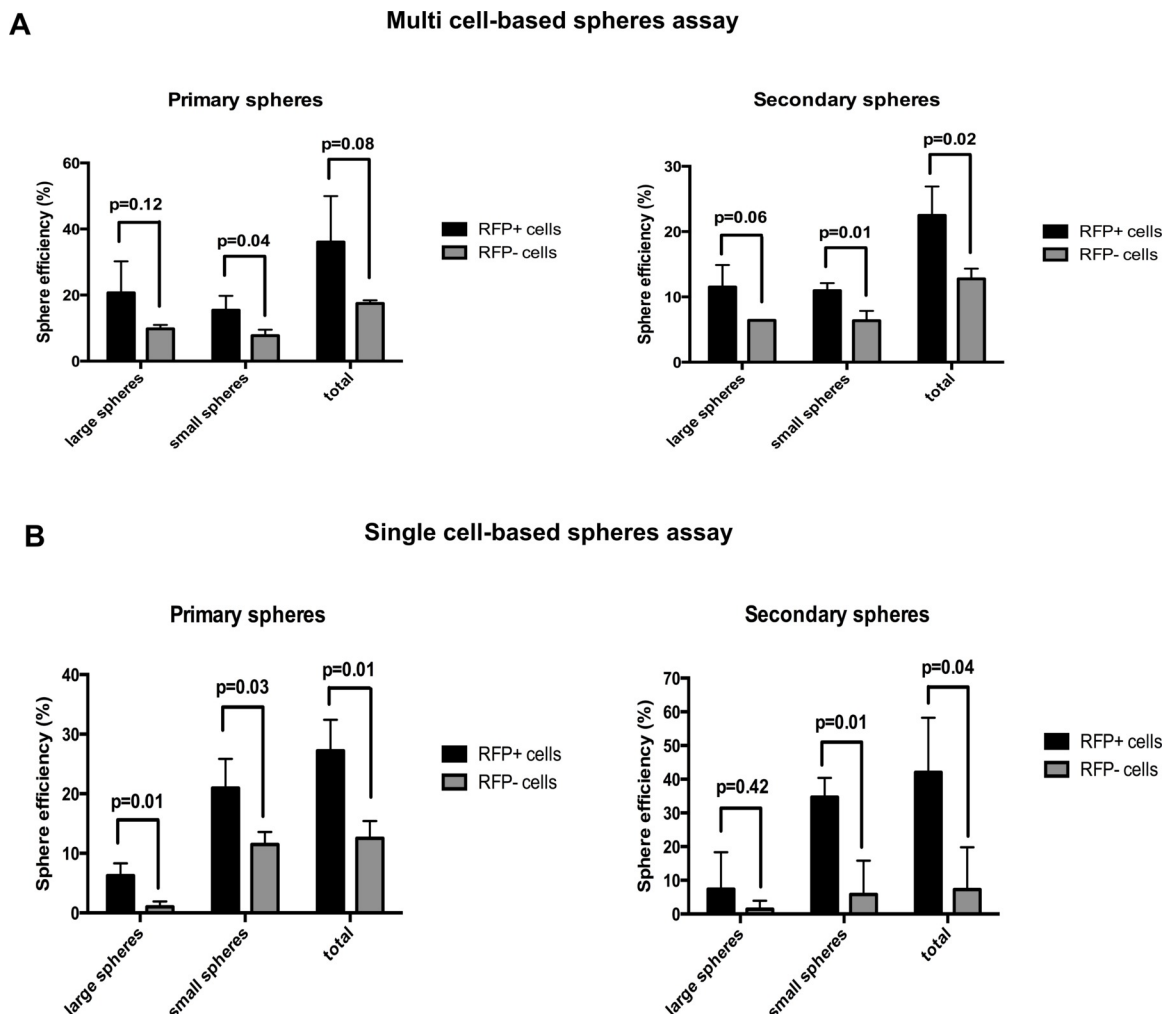 A
Multi cell-based spheres assay
Primary spheres
Sphere efficiency (%)
60
40
20
0
p=0.12
p=0.04
p=0.08
large spheres
small spheres
total
RFP+ cells
RFP- cells
Secondary spheres
Sphere efficiency (%)
30
20
10
0
p=0.06
p=0.01
p=0.02
large spheres
small spheres
total
RFP+ cells
RFP- cells
B
Single cell-based spheres assay
Primary spheres
Sphere efficiency (%)
40
30
20
10
0
p=0.01
p=0.03
p=0.01
large spheres
small spheres
total
RFP+ cells
RFP- cells
Secondary spheres
Sphere efficiency (%)
70
60
50
40
30
20
10
0
p=0.42
p=0.01
p=0.04
large spheres
small spheres
total
RFP+ cells
RFP- cells